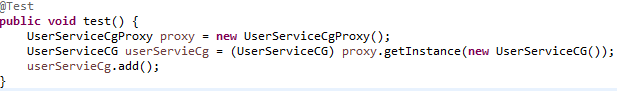 @Test
public void test() {
UserServiceCgProxy proxy = new UserServiceCgProxy();
UserServiceCG userServieCg = (UserServiceCG) proxy.getInstance(new UserServiceCG());
userServieCg.add();
}